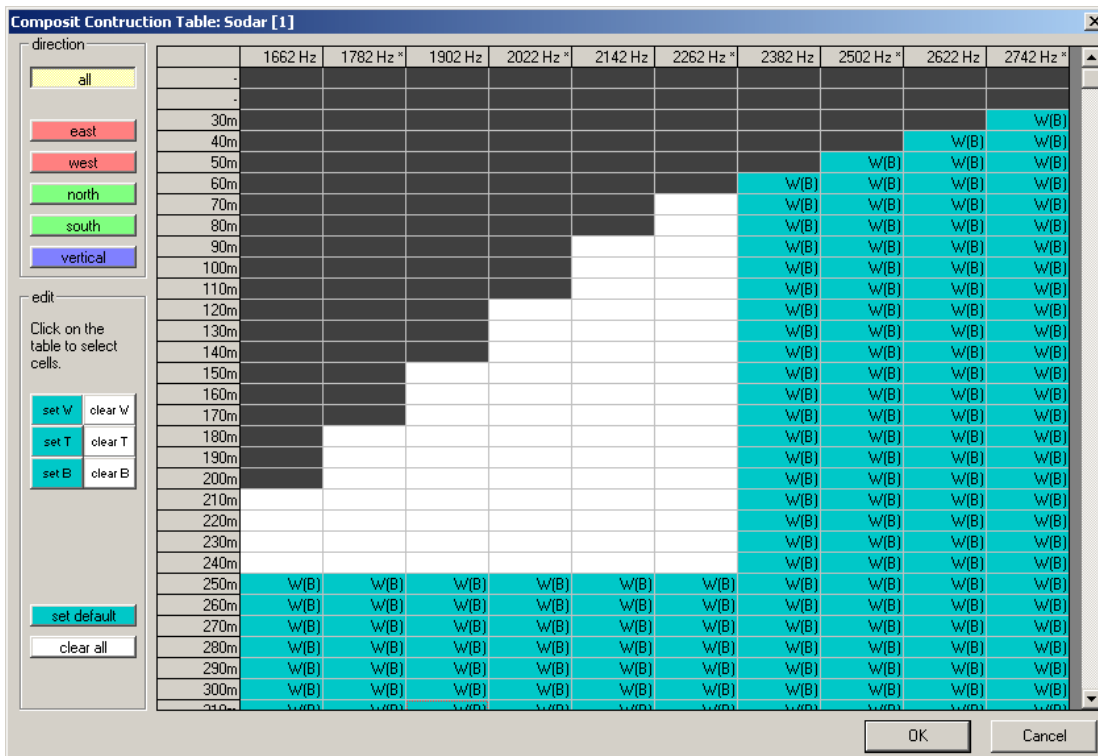 Composit Contruction Table: Sodar [1]
direction
all
east
west
north
south
vertical
edit
Click on the
table to select
cells.
set W clear W
set T clear T
set B clear B
set default
clear all
1662 Hz 1782 Hz * 1902 Hz 2022 Hz * 2142 Hz 2262 Hz * 2382 Hz 2502 Hz * 2622 Hz 2742 Hz *
-
-
30m W(B)
40m W(B) W(B)
50m W(B) W(B) W(B)
60m W(B) W(B) W(B) W(B)
70m W(B) W(B) W(B) W(B)
80m W(B) W(B) W(B) W(B)
90m W(B) W(B) W(B) W(B)
100m W(B) W(B) W(B) W(B)
110m W(B) W(B) W(B) W(B)
120m W(B) W(B) W(B) W(B)
130m W(B) W(B) W(B) W(B)
140m W(B) W(B) W(B) W(B)
150m W(B) W(B) W(B) W(B)
160m W(B) W(B) W(B) W(B)
170m W(B) W(B) W(B) W(B)
180m W(B) W(B) W(B) W(B)
190m W(B) W(B) W(B) W(B)
200m W(B) W(B) W(B) W(B)
210m W(B) W(B) W(B) W(B)
220m W(B) W(B) W(B) W(B)
230m W(B) W(B) W(B) W(B)
240m W(B) W(B) W(B) W(B)
250m W(B) W(B) W(B) W(B) W(B) W(B) W(B) W(B) W(B) W(B)
260m W(B) W(B) W(B) W(B) W(B) W(B) W(B) W(B) W(B) W(B)
270m W(B) W(B) W(B) W(B) W(B) W(B) W(B) W(B) W(B) W(B)
280m W(B) W(B) W(B) W(B) W(B) W(B) W(B) W(B) W(B) W(B)
290m W(B) W(B) W(B) W(B) W(B) W(B) W(B) W(B) W(B) W(B)
300m W(B) W(B) W(B) W(B) W(B) W(B) W(B) W(B) W(B) W(B)
OK Cancel